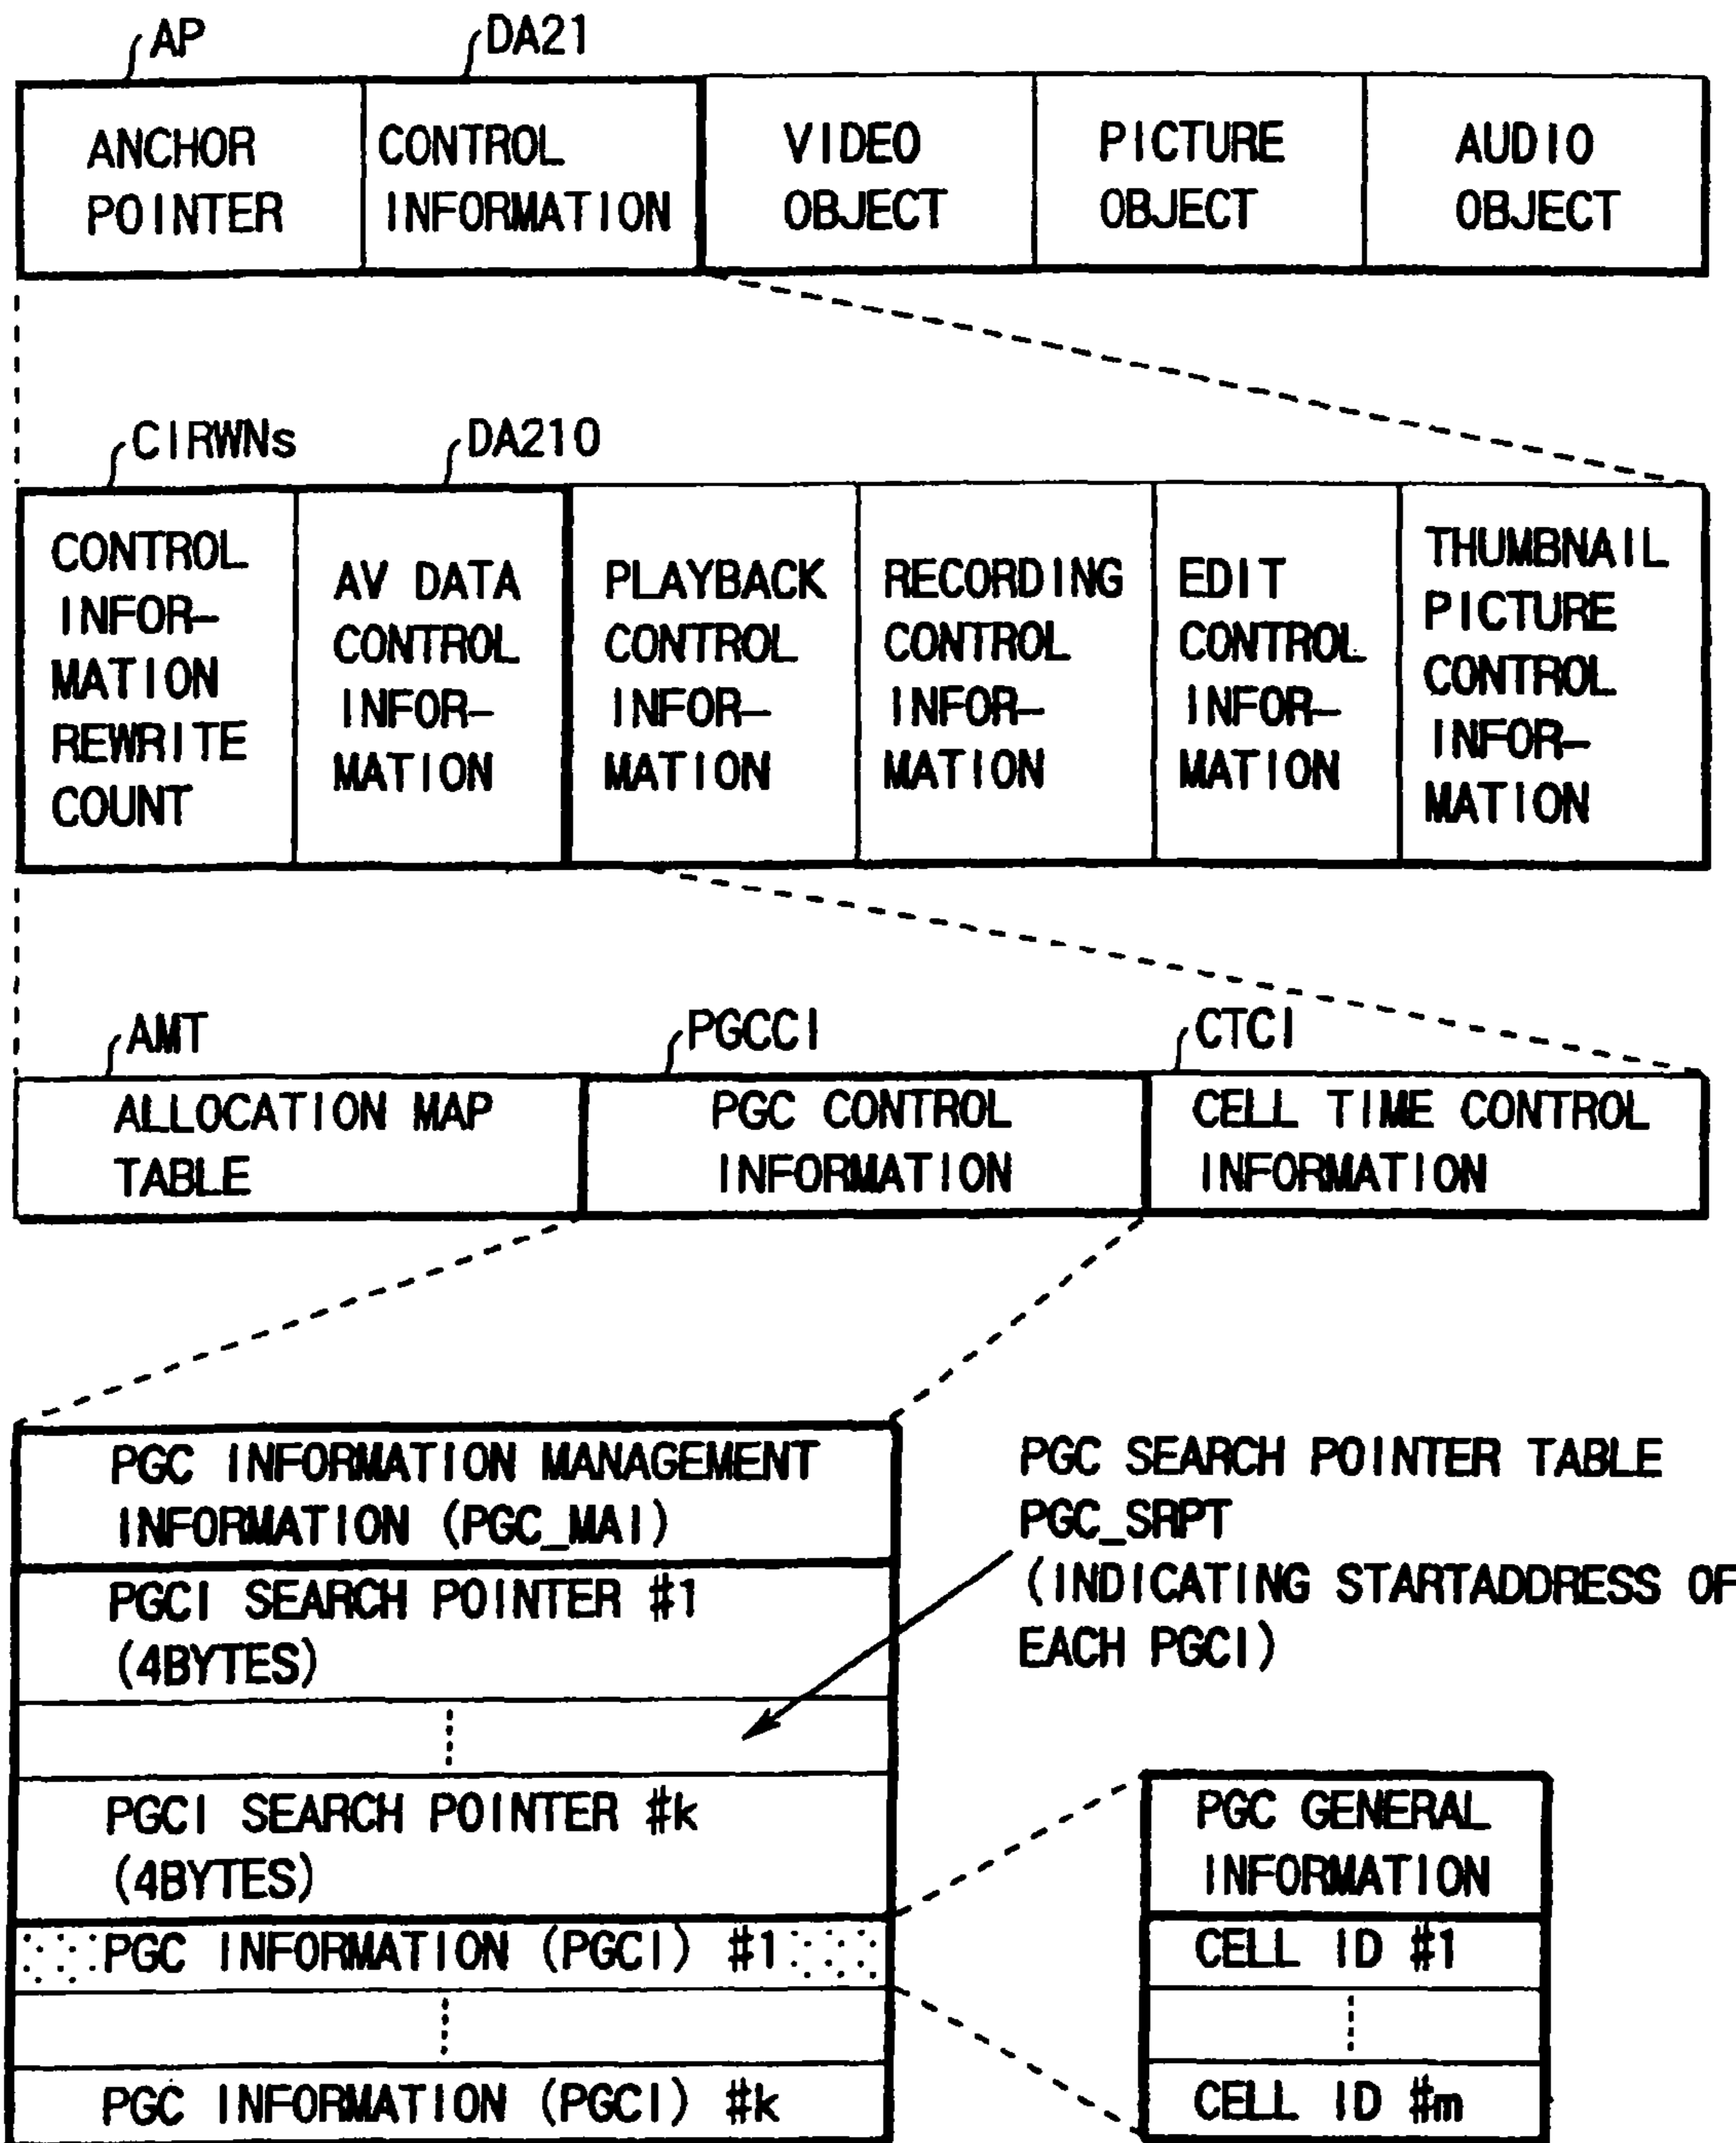 AP
DA21
ANCHOR
POINTER
CONTROL
INFORMATION
VIDEO
OBJECT
PICTURE
OBJECT
AUDIO
OBJECT
CIRWNs
DA210
CONTROL
INFOR-
MATION
REWRITE
COUNT
AV DATA
CONTROL
INFOR-
MATION
PLAYBACK
CONTROL
INFOR-
MATION
RECORDING
CONTROL
INFOR-
MATION
EDIT
CONTROL
INFOR-
MATION
THUMBNAIL
PICTURE
CONTROL
INFOR-
MATION
AMT
PGCCI
CTCI
ALLOCATION MAP
TABLE
PGC CONTROL
INFORMATION
CELL TIME CONTROL
INFORMATION
PGC INFORMATION MANAGEMENT
INFORMATION (PGC_MAI)
PGCI SEARCH POINTER #1
(4BYTES)
PGCI SEARCH POINTER #k
(4BYTES)
PGC INFORMATION (PGCI) #1
PGC INFORMATION (PGCI) #k
PGC SEARCH POINTER TABLE
PGC_SRPT
(INDICATING STARTADDRESS OF
EACH PGCI)
PGC GENERAL
INFORMATION
CELL ID #1
CELL ID #m